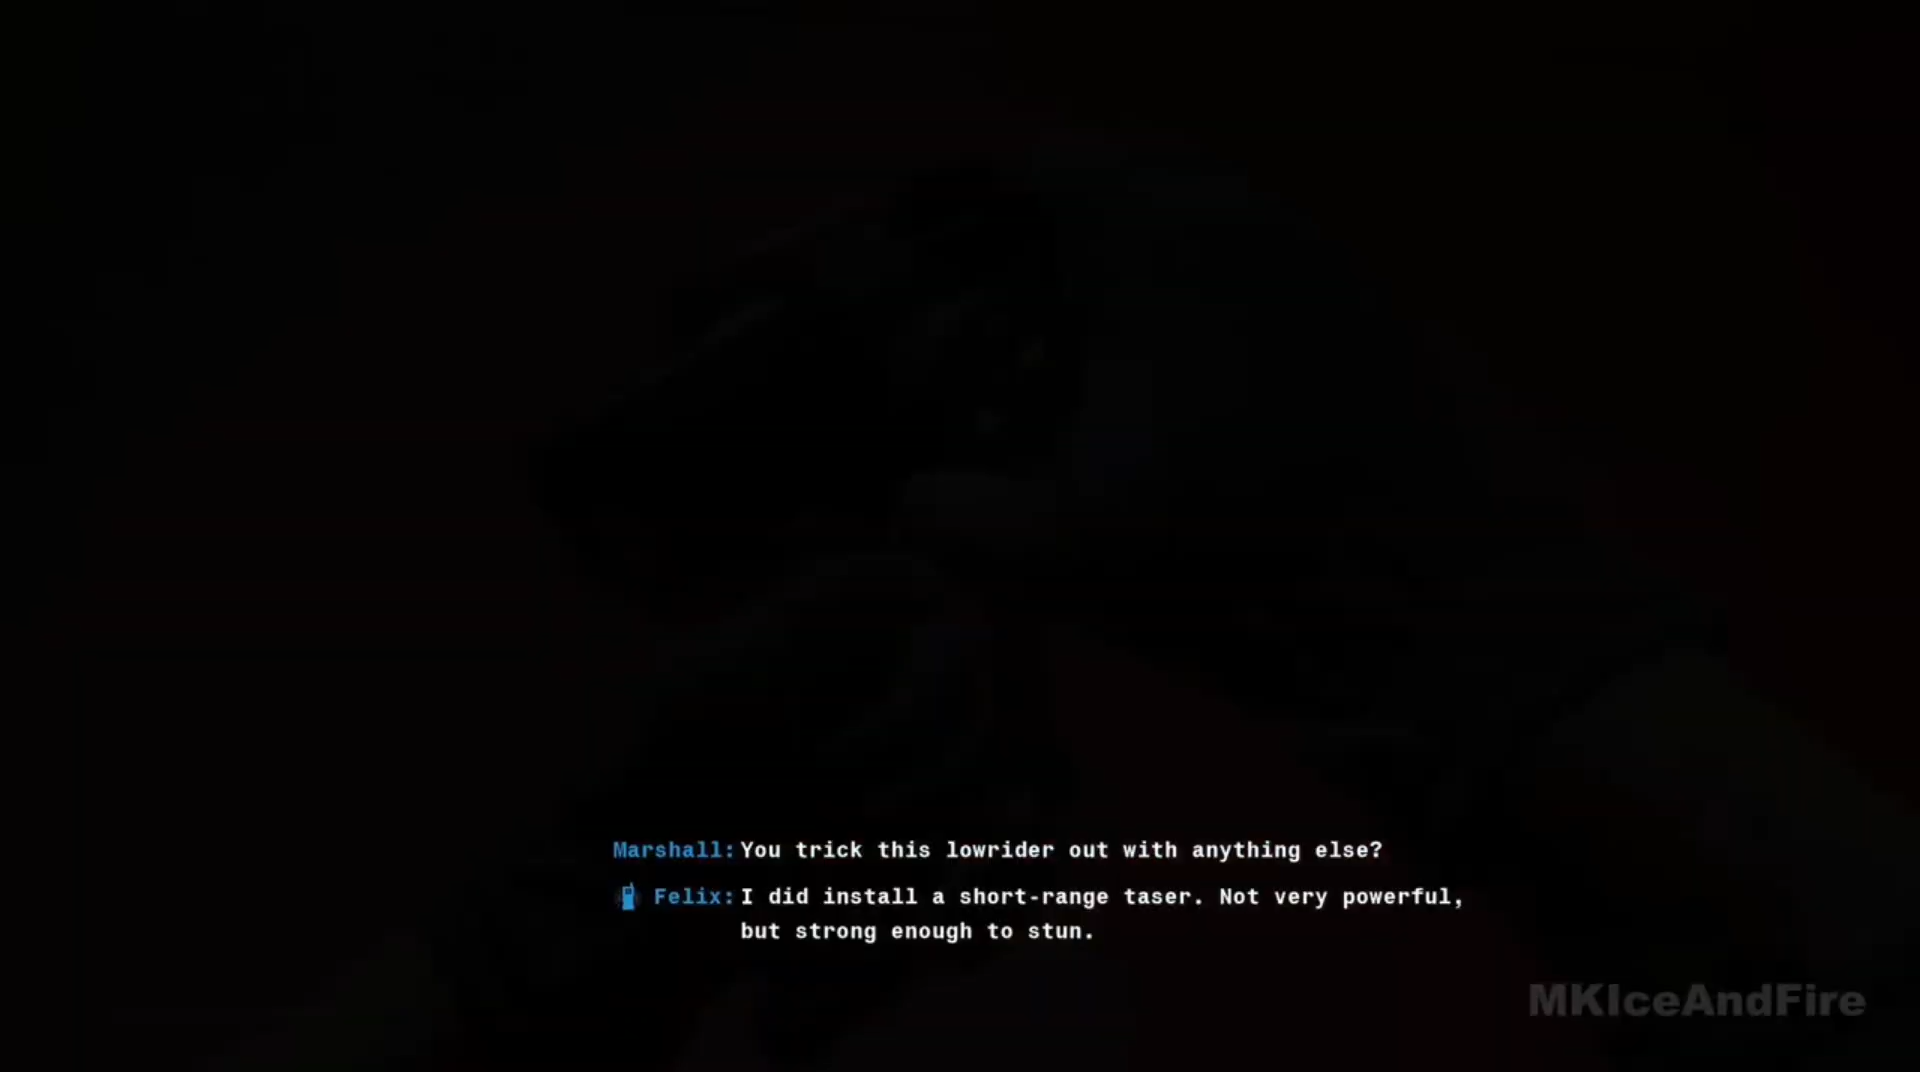 Marshall: You trick this lowrider out with anything else?
Felix: I did install a short-range taser. Not very powerful,
but strong enough to stun.
MKIceAndFire